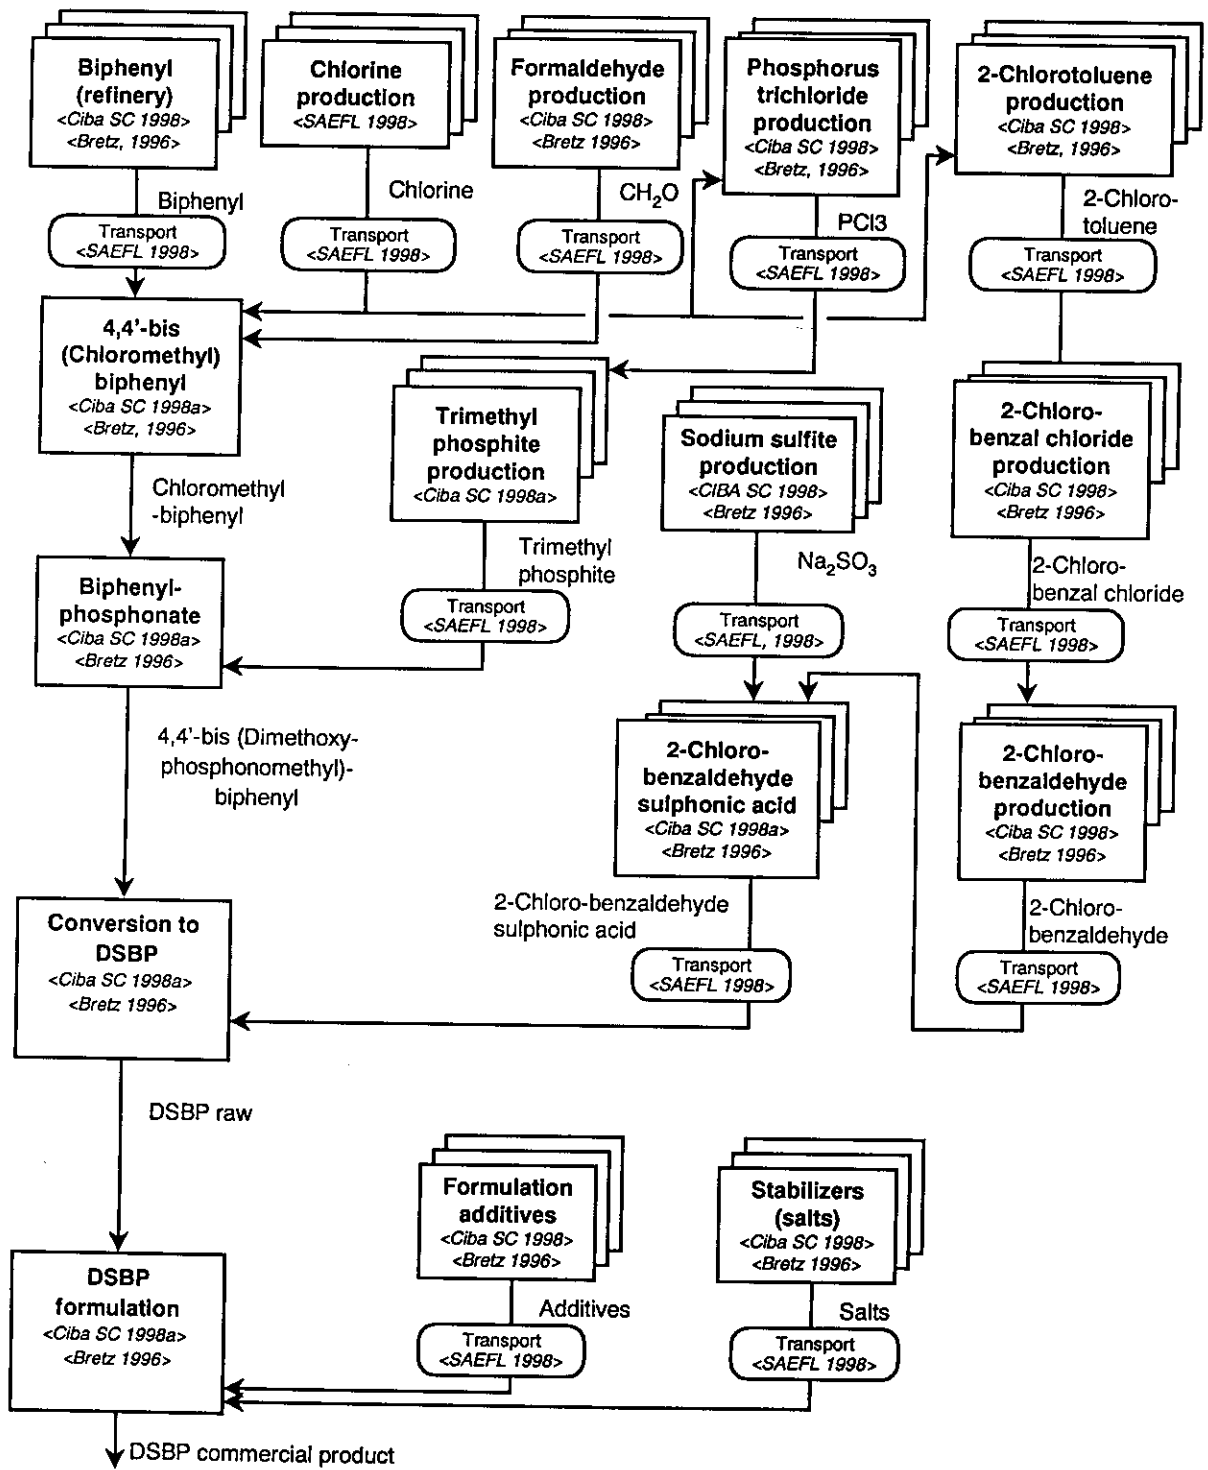 Biphenyl
(refinery)
<Ciba SC 1998>
<Bretz, 1996>
Chlorine
production
<SAEFL 1998>
Formaldehyde
production
<Ciba SC 1998>
<Bretz 1996>
Phosphorus
trichloride
production
<Ciba SC 1998>
<Bretz, 1996>
2-Chlorotoluene
production
<Ciba SC 1998>
<Bretz, 1996>
Biphenyl
Chlorine
CH2O
PCl3
2-Chloro-
toluene
Transport
<SAEFL 1998>
Transport
<SAEFL 1998>
Transport
<SAEFL 1998>
Transport
<SAEFL 1998>
Transport
<SAEFL 1998>
4,4'-bis
(Chloromethyl)
biphenyl
<Ciba SC 1998a>
<Bretz, 1996>
Trimethyl
phosphite
production
<Ciba SC 1998a>
Sodium sulfite
production
<CIBA SC 1998>
<Bretz 1996>
2-Chloro-
benzal chloride
production
<Ciba SC 1998>
<Bretz 1996>
Chloromethyl
-biphenyl
Trimethyl
phosphite
Na2SO3
2-Chloro-
benzal chloride
Biphenyl-
phosphonate
<Ciba SC 1998a>
<Bretz 1996>
Transport
<SAEFL 1998>
Transport
<SAEFL, 1998>
Transport
<SAEFL 1998>
4,4'-bis (Dimethoxy-
phosphonomethyl)-
biphenyl
2-Chloro-
benzaldehyde
sulphonic acid
<Ciba SC 1998a>
<Bretz 1996>
2-Chloro-
benzaldehyde
production
<Ciba SC 1998>
<Bretz 1996>
2-Chloro-benzaldehyde
sulphonic acid
2-Chloro-
benzaldehyde
Conversion to
DSBP
<Ciba SC 1998a>
<Bretz 1996>
Transport
<SAEFL 1998>
Transport
<SAEFL 1998>
DSBP raw
Formulation
additives
<Ciba SC 1998>
<Bretz 1996>
Stabilizers
(salts)
<Ciba SC 1998>
<Bretz 1996>
DSBP
formulation
<Ciba SC 1998a>
<Bretz 1996>
Additives
Salts
Transport
<SAEFL 1998>
Transport
<SAEFL 1998>
DSBP commercial product